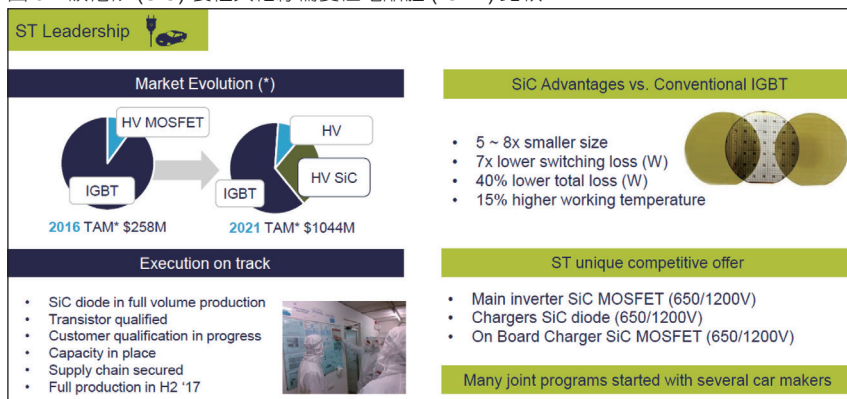 ST Leadership
Market Evolution (*)
HV MOSFET
IGBT
HV
HV SiC
IGBT
2016 TAM* $258M
2021 TAM* $1044M
SiC Advantages vs. Conventional IGBT
• 5 ~ 8x smaller size
• 7x lower switching loss (W)
• 40% lower total loss (W)
• 15% higher working temperature
Execution on track
• SiC diode in full volume production
• Transistor qualified
• Customer qualification in progress
• Capacity in place
• Supply chain secured
• Full production in H2 ‘17
ST unique competitive offer
• Main inverter SiC MOSFET (650/1200V)
• Chargers SiC diode (650/1200V)
• On Board Charger SiC MOSFET (650/1200V)
Many joint programs started with several car makers